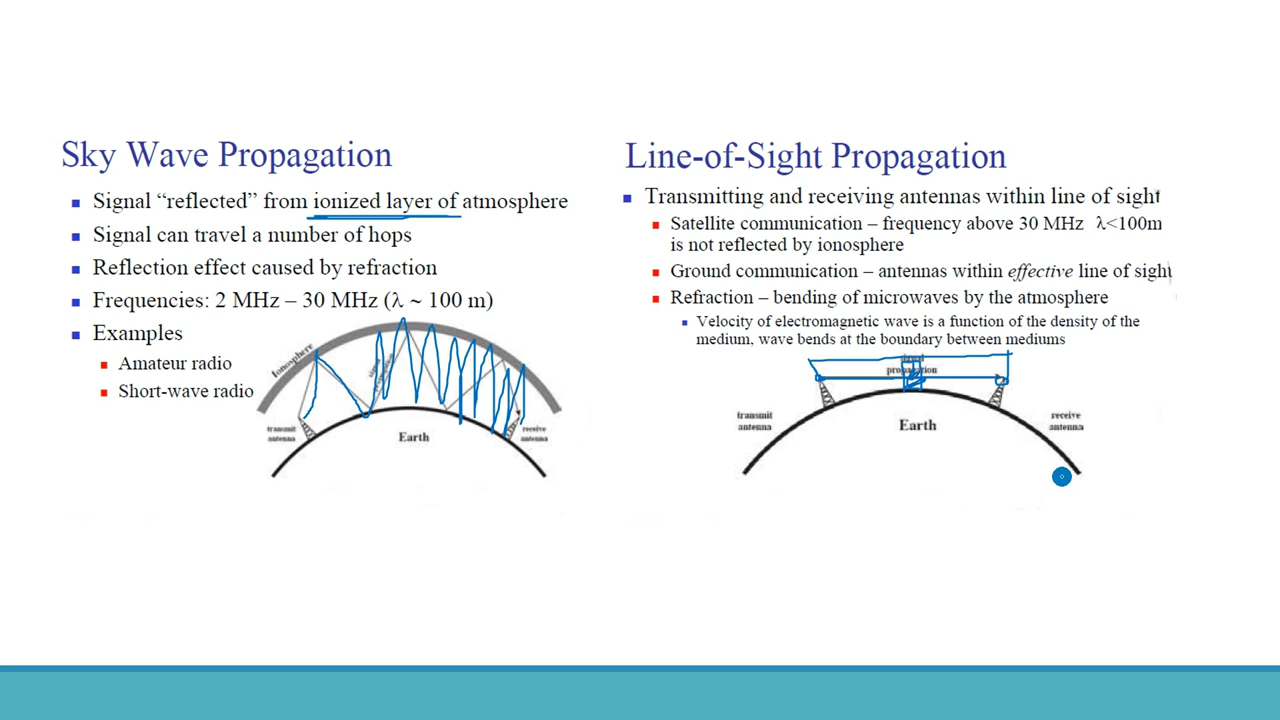 Sky Wave Propagation
Signal “reflected” from ionized layer of atmosphere
Signal can travel a number of hops
Reflection effect caused by refraction
Frequencies: 2 MHz – 30 MHz (λ ~ 100 m)
Examples
Amateur radio
Short-wave radio
Ionosphere
signal
propagation
transmit
antenna
Earth
receive
antenna
Line-of-Sight Propagation
Transmitting and receiving antennas within line of sight
Satellite communication – frequency above 30 MHz λ<100m
is not reflected by ionosphere
Ground communication – antennas within effective line of sight
Refraction – bending of microwaves by the atmosphere
Velocity of electromagnetic wave is a function of the density of the
medium, wave bends at the boundary between mediums
signal
propagation
transmit
antenna
Earth
receive
antenna